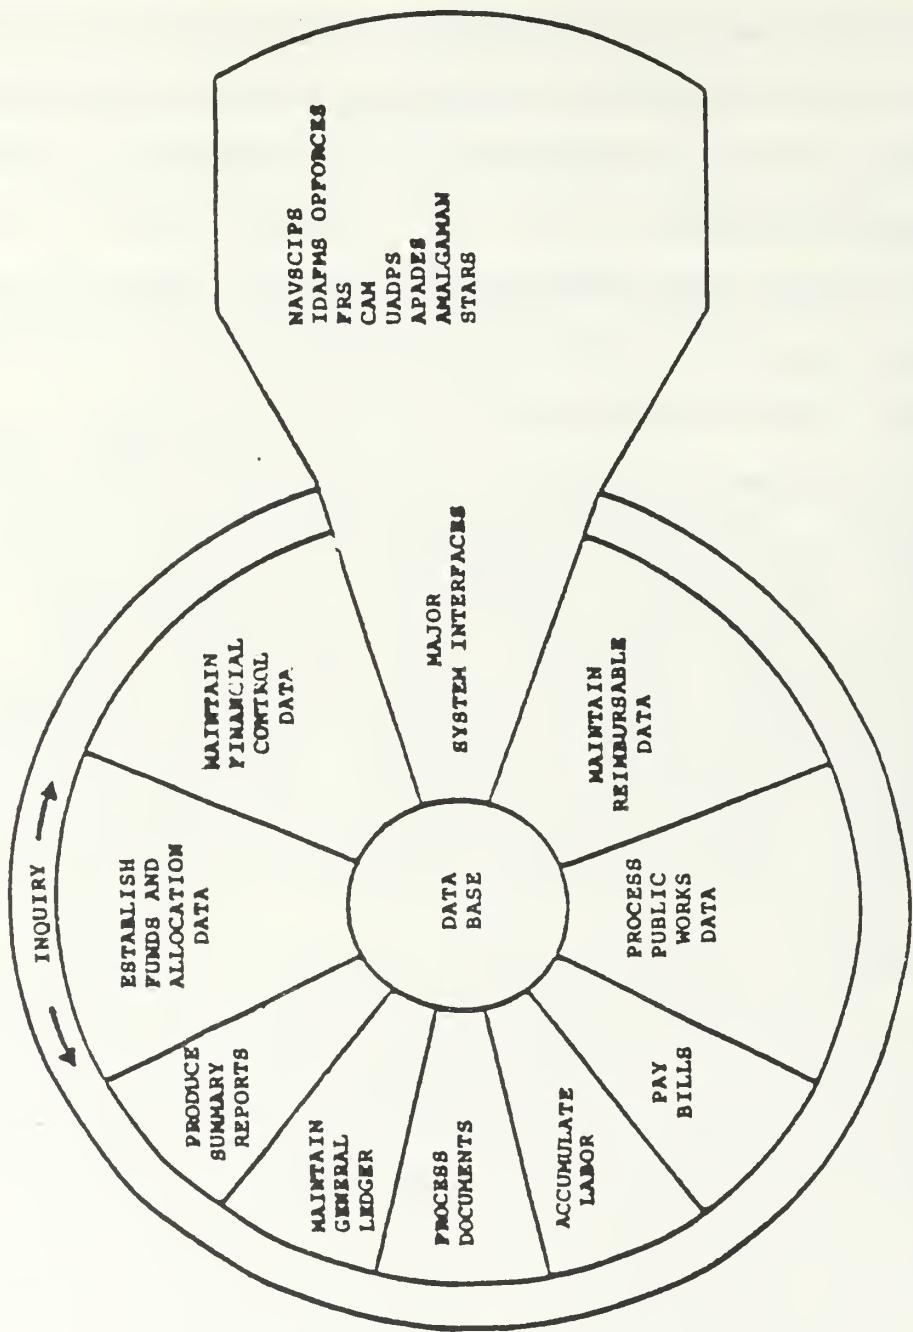 INQUIRY
ESTABLISH
FUNDS AND
ALLOCATION
DATA
MAINTAIN
FINANCIAL
CONTROL
DATA
MAJOR
SYSTEM INTERFACES
NAVSCIPS
IDAFMS OPFORCES
FRS
CAM
UADPS
APADES
AMALGAMAN
STARS
MAINTAIN
REIMBURSABLE
DATA
PROCESS
PUBLIC
WORKS
DATA
PAY
BILLS
ACCUMULATE
LABOR
PROCESS
DOCUMENTS
MAINTAIN
GENERAL
LEDGER
PRODUCE
SUMMARY
REPORTS
DATA
BASE